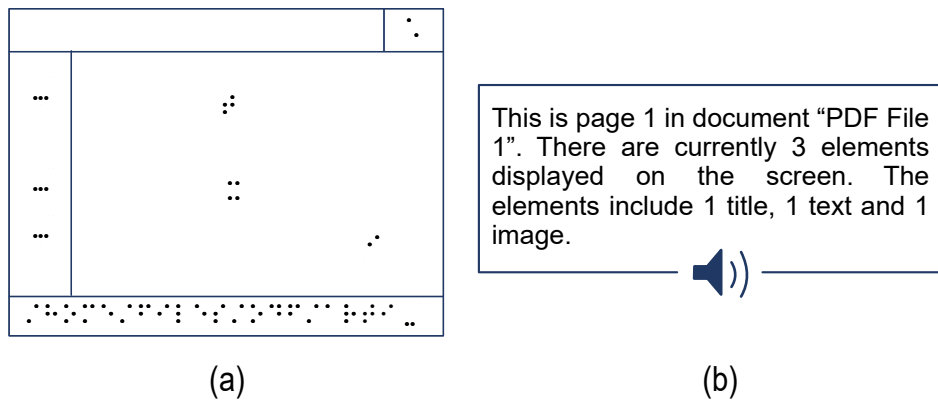 This is page 1 in document “PDF File
1”. There are currently 3 elements
displayed on the screen. The
elements include 1 title, 1 text and 1
image.
(a)
(b)